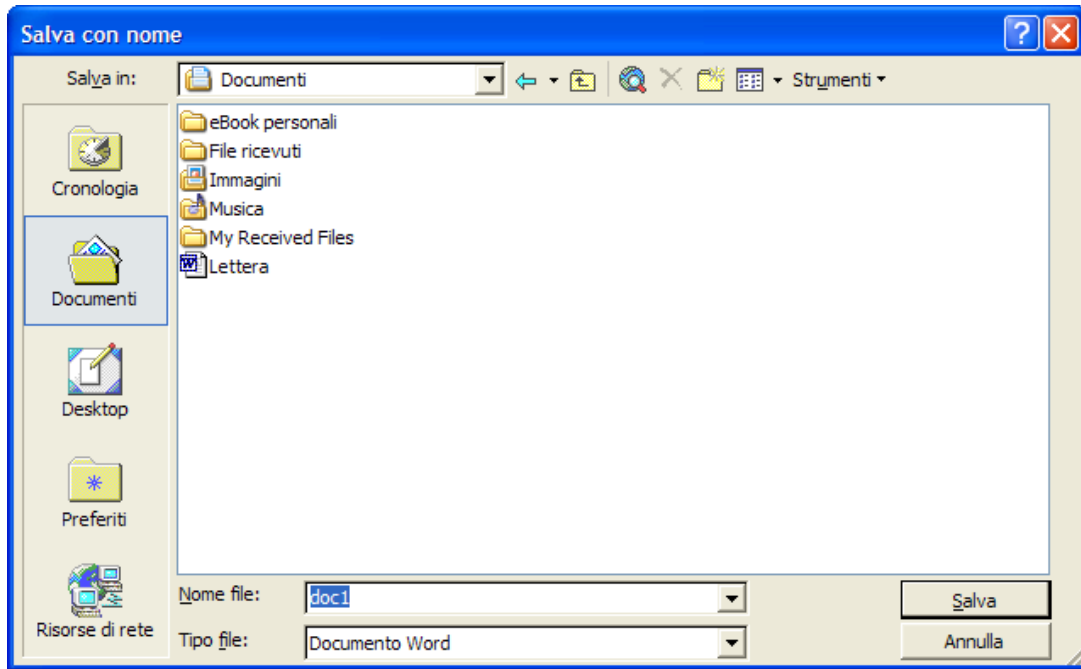 Salva con nome
Salva in:
Documenti
Strumenti
eBook personali
File ricevuti
Immagini
Musica
My Received Files
Lettera
Cronologia
Documenti
Desktop
Preferiti
Risorse di rete
Nome file:
doc1
Salva
Tipo file:
Documento Word
Annulla